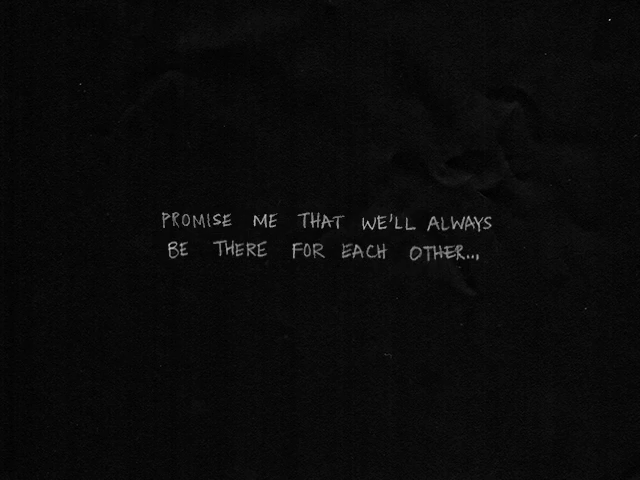 PROMISE ME THAT WE'LL ALWAYS
BE THERE FOR EACH OTHER...